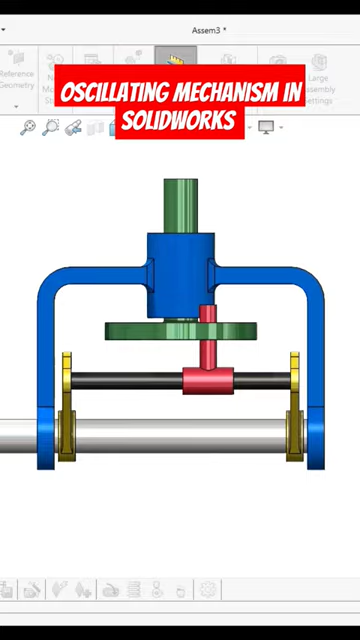 Assem3 *
Reference
Large
Geometry
Assembly
Settings
OSCILLATING MECHANISM IN
SOLIDWORKS